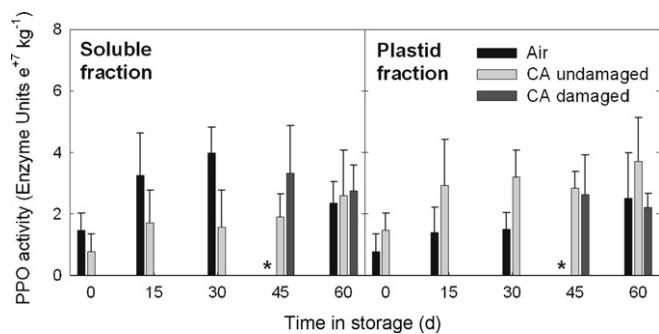 PPO activity (Enzyme Units e+7 kg-1)
8
6
4
2
0
Soluble
fraction
Plastid
fraction
Air
CA undamaged
CA damaged
*
*
0 15 30 45 60 0 15 30 45 60
Time in storage (d)